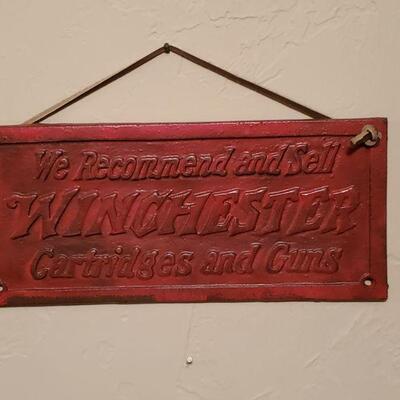 We Recommend and Sell
WINCHESTER
Cartridges and Guns